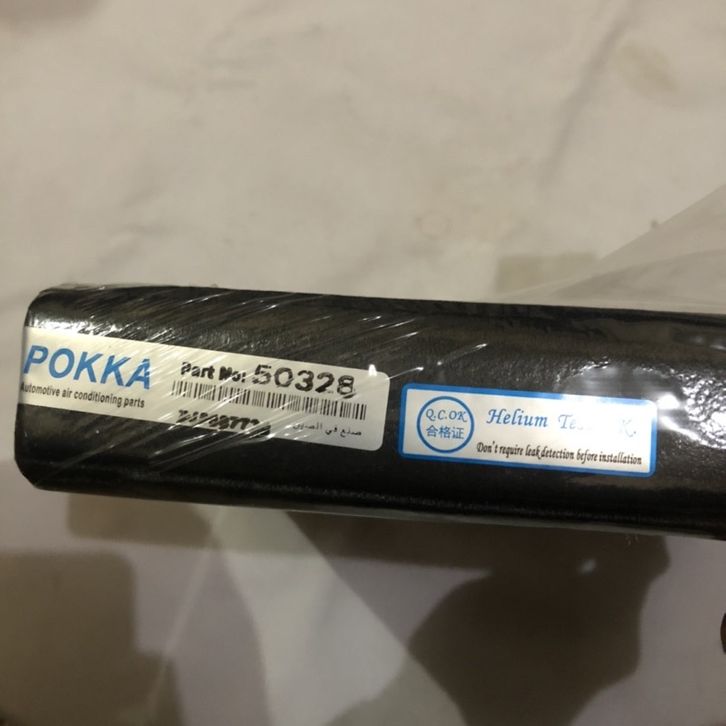 POKKA
Automotive air conditioning parts
Part No: 50328
صنع في الصين
Q.C.OK
合格证
Helium
Don't require leak detection before installation